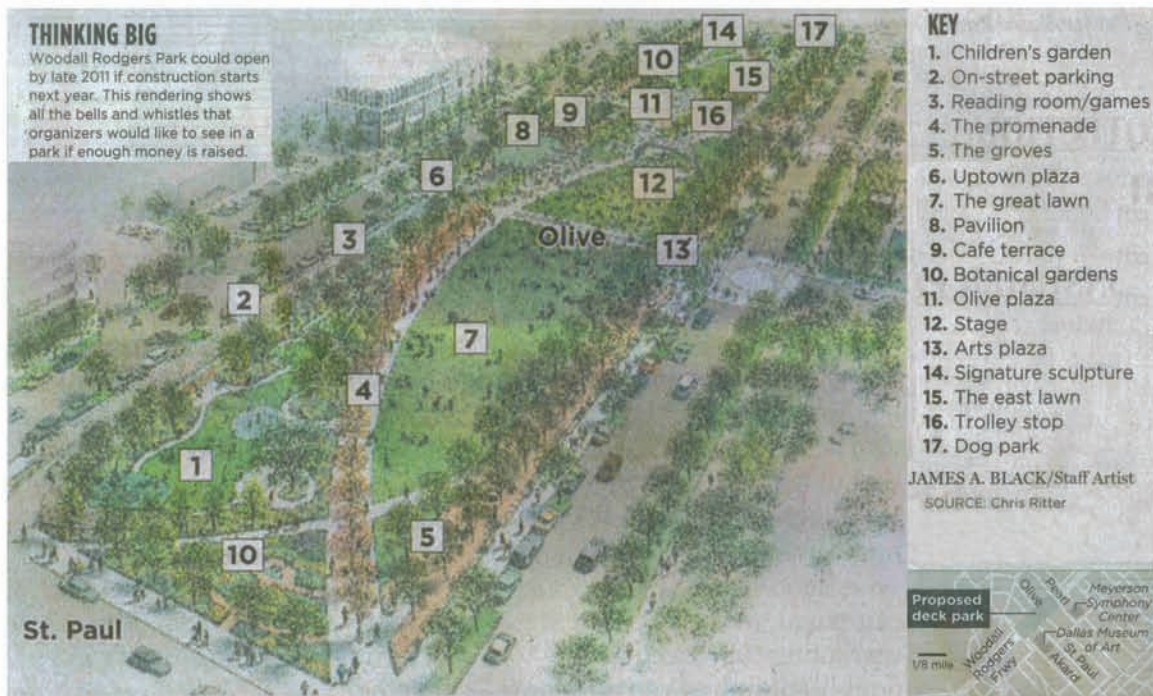 THINKING BIG
Woodall Rodgers Park could open
by late 2011 if construction starts
next year. This rendering shows
all the bells and whistles that
organizers would like to see in a
park if enough money is raised.
14
17
10
15
11
16
9
8
6
12
Olive
13
3
2
7
4
1
5
10
St. Paul
KEY
1. Children's garden
2. On-street parking
3. Reading room/games
4. The promenade
5. The groves
6. Uptown plaza
7. The great lawn
8. Pavilion
9. Cafe terrace
10. Botanical gardens
11. Olive plaza
12. Stage
13. Arts plaza
14. Signature sculpture
15. The east lawn
16. Trolley stop
17. Dog park
JAMES A. BLACK/Staff Artist
SOURCE: Chris Ritter
Proposed
deck park
1/8 mile
Woodall
Rodgers
Frwy
Olive
Pearl
Meyerson
Symphony
Center
Dallas Museum
of Art
St. Paul
Akard